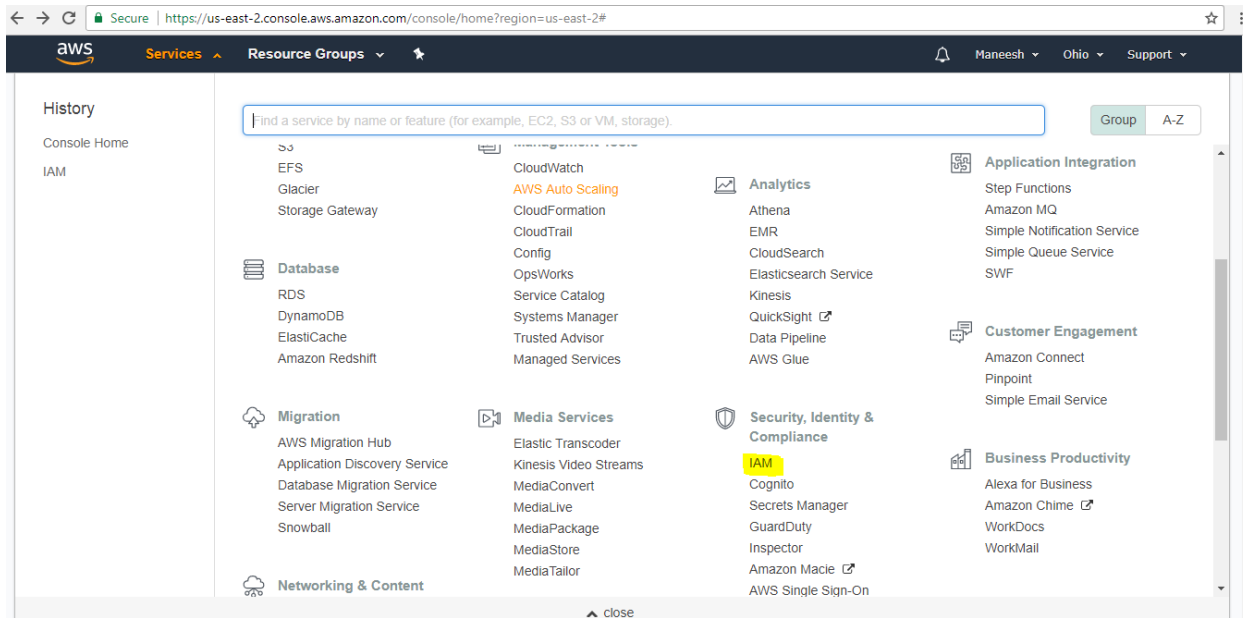 Secure | https://us-east-2.console.aws.amazon.com/console/home?region=us-east-2#
aws Services Resource Groups Maneesh Ohio Support
History
Console Home
IAM
Find a service by name or feature (for example, EC2, S3 or VM, storage).
Group A-Z
S3
EFS
Glacier
Storage Gateway
Database
RDS
DynamoDB
ElastiCache
Amazon Redshift
Migration
AWS Migration Hub
Application Discovery Service
Database Migration Service
Server Migration Service
Snowball
Networking & Content
Management Tools
CloudWatch
AWS Auto Scaling
CloudFormation
CloudTrail
Config
OpsWorks
Service Catalog
Systems Manager
Trusted Advisor
Managed Services
Media Services
Elastic Transcoder
Kinesis Video Streams
MediaConvert
MediaLive
MediaPackage
MediaStore
MediaTailor
Analytics
Athena
EMR
CloudSearch
Elasticsearch Service
Kinesis
QuickSight
Data Pipeline
AWS Glue
Security, Identity &
Compliance
IAM
Cognito
Secrets Manager
GuardDuty
Inspector
Amazon Macie
AWS Single Sign-On
Application Integration
Step Functions
Amazon MQ
Simple Notification Service
Simple Queue Service
SWF
Customer Engagement
Amazon Connect
Pinpoint
Simple Email Service
Business Productivity
Alexa for Business
Amazon Chime
WorkDocs
WorkMail
close